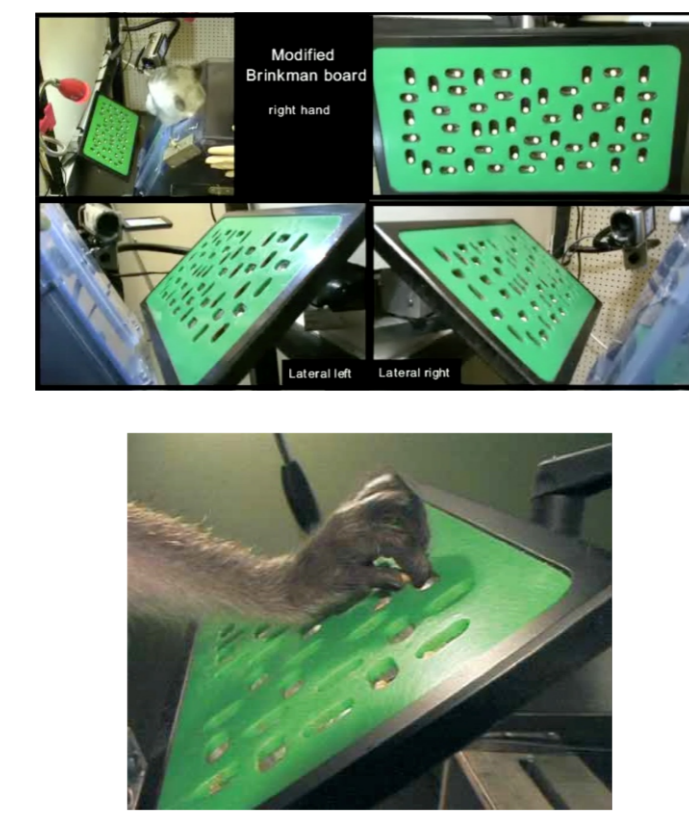 Modified
Brinkman board
right hand
Lateral left
Lateral right